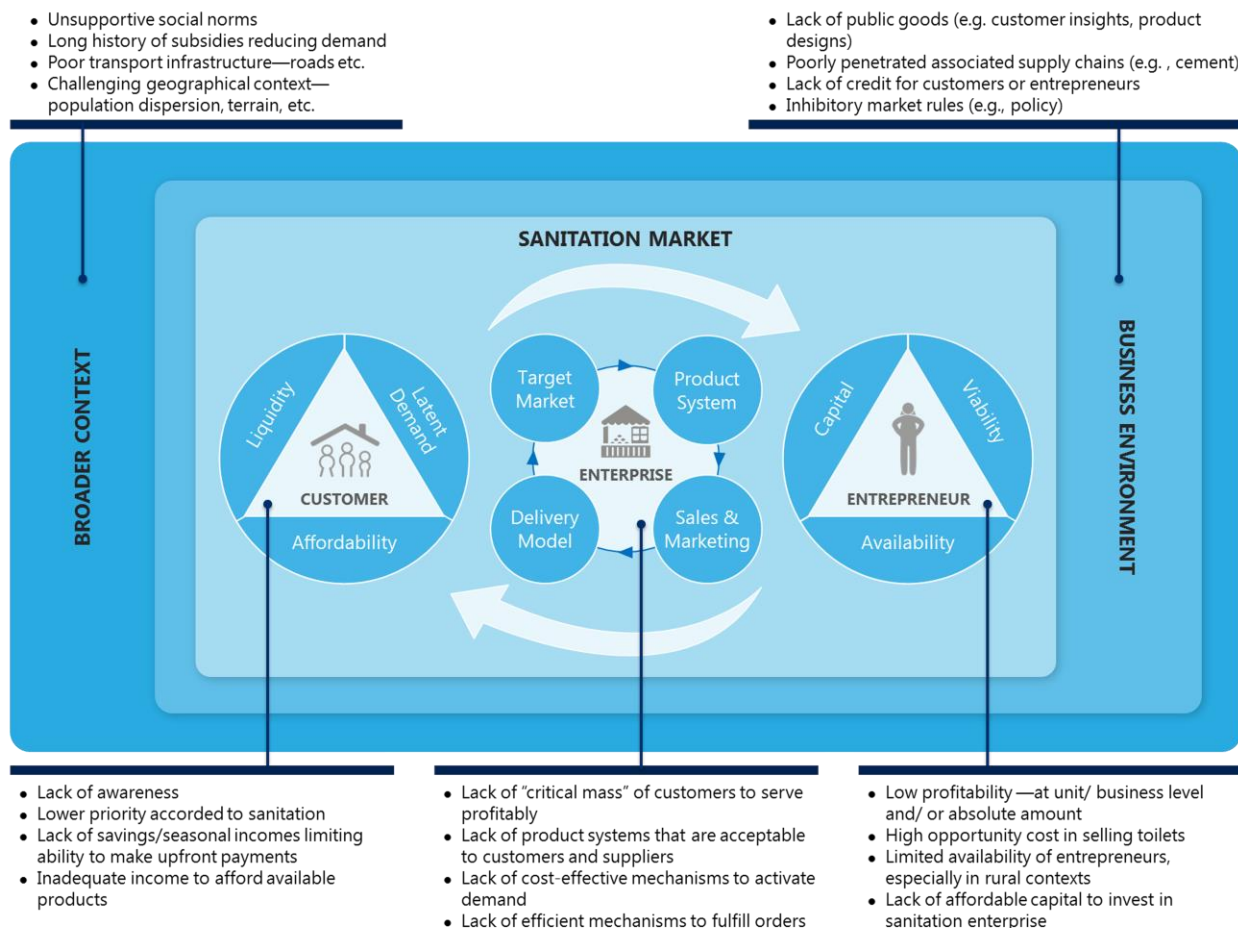 • Unsupportive social norms
• Long history of subsidies reducing demand
• Poor transport infrastructure—roads etc.
• Challenging geographical context—
population dispersion, terrain, etc.
• Lack of public goods (e.g. customer insights, product
designs)
• Poorly penetrated associated supply chains (e.g. , cement)
• Lack of credit for customers or entrepreneurs
• Inhibitory market rules (e.g., policy)
SANITATION MARKET
BROADER CONTEXT
Liquidity
Latent
Demand
CUSTOMER
Affordability
Target
Market
Product
System
ENTERPRISE
Delivery
Model
Sales &
Marketing
Capital
Viability
ENTREPRENEUR
Availability
BUSINESS ENVIRONMENT
• Lack of awareness
• Lower priority accorded to sanitation
• Lack of savings/seasonal incomes limiting
ability to make upfront payments
• Inadequate income to afford available
products
• Lack of “critical mass” of customers to serve
profitably
• Lack of product systems that are acceptable
to customers and suppliers
• Lack of cost-effective mechanisms to activate
demand
• Lack of efficient mechanisms to fulfill orders
• Low profitability —at unit/ business level
and/ or absolute amount
• High opportunity cost in selling toilets
• Limited availability of entrepreneurs,
especially in rural contexts
• Lack of affordable capital to invest in
sanitation enterprise